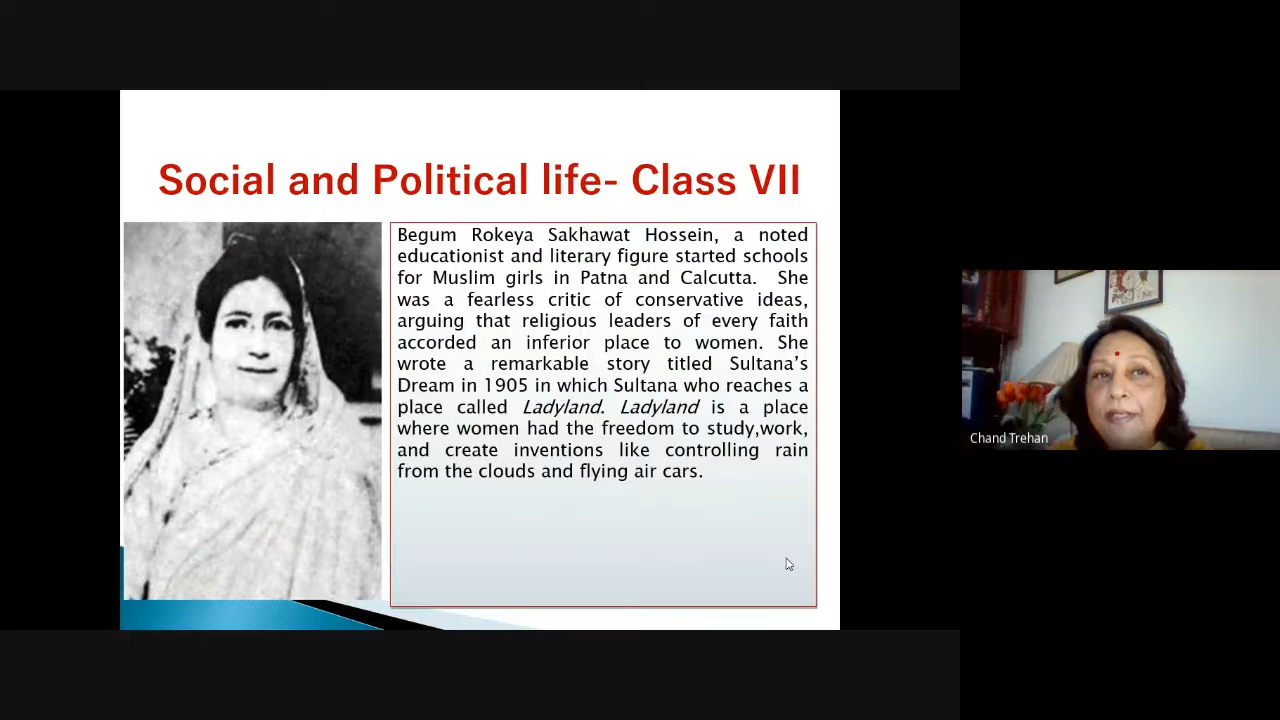 Social and Political life- Class VII
Begum Rokeya Sakhawat Hossein, a noted
educationist and literary figure started schools
for Muslim girls in Patna and Calcutta. She
was a fearless critic of conservative ideas,
arguing that religious leaders of every faith
accorded an inferior place to women. She
wrote a remarkable story titled Sultana’s
Dream in 1905 in which Sultana who reaches a
place called Ladyland. Ladyland is a place
where women had the freedom to study,work,
and create inventions like controlling rain
from the clouds and flying air cars.
Chand Trehan